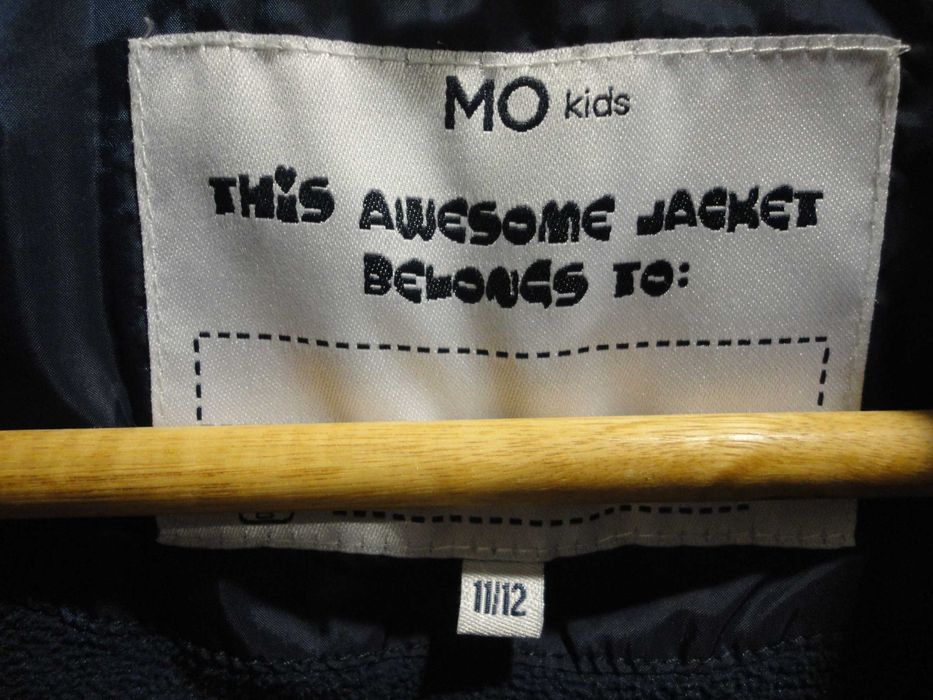 MO kids
THiS AWESOME JACKET
BELONGS TO:
11/12